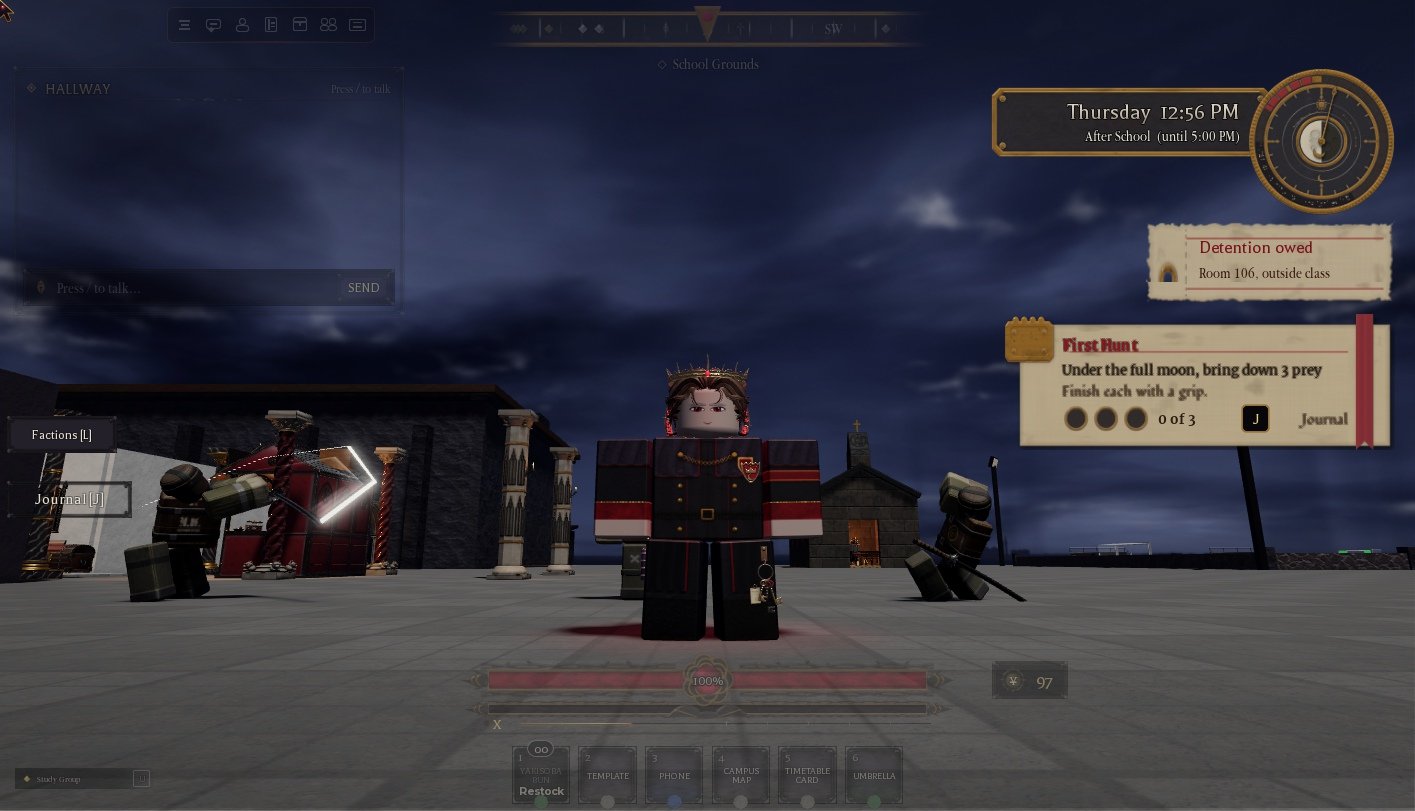 SW
School Grounds
HALLWAY
Press / to talk
Thursday 12:56 PM
After School (until 5:00 PM)
Detention owed
Room 106, outside class
Press / to talk...
SEND
First Hunt
Under the full moon, bring down 3 prey
Finish each with a grip.
0 of 3
J
Journal
Factions [L]
Journal [J]
100%
¥
97
X
00
1
YAKISOBA
BUN
Restock
2
TEMPLATE
3
PHONE
4
CAMPUS
MAP
5
TIMETABLE
CARD
6
UMBRELLA
Study Group
U